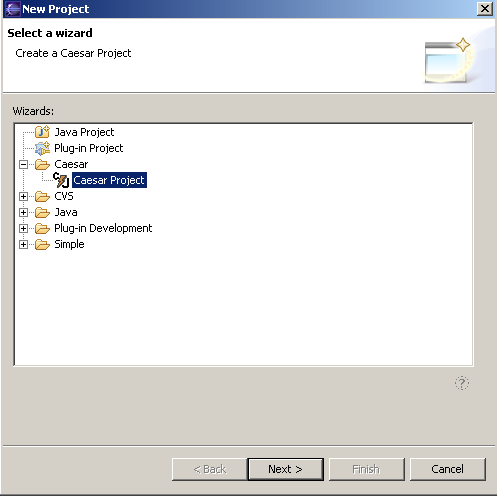 New Project
Select a wizard
Create a Caesar Project
Wizards:
Java Project
Plug-in Project
Caesar
Caesar Project
CVS
Java
Plug-in Development
Simple
?
< Back Next > Finish Cancel